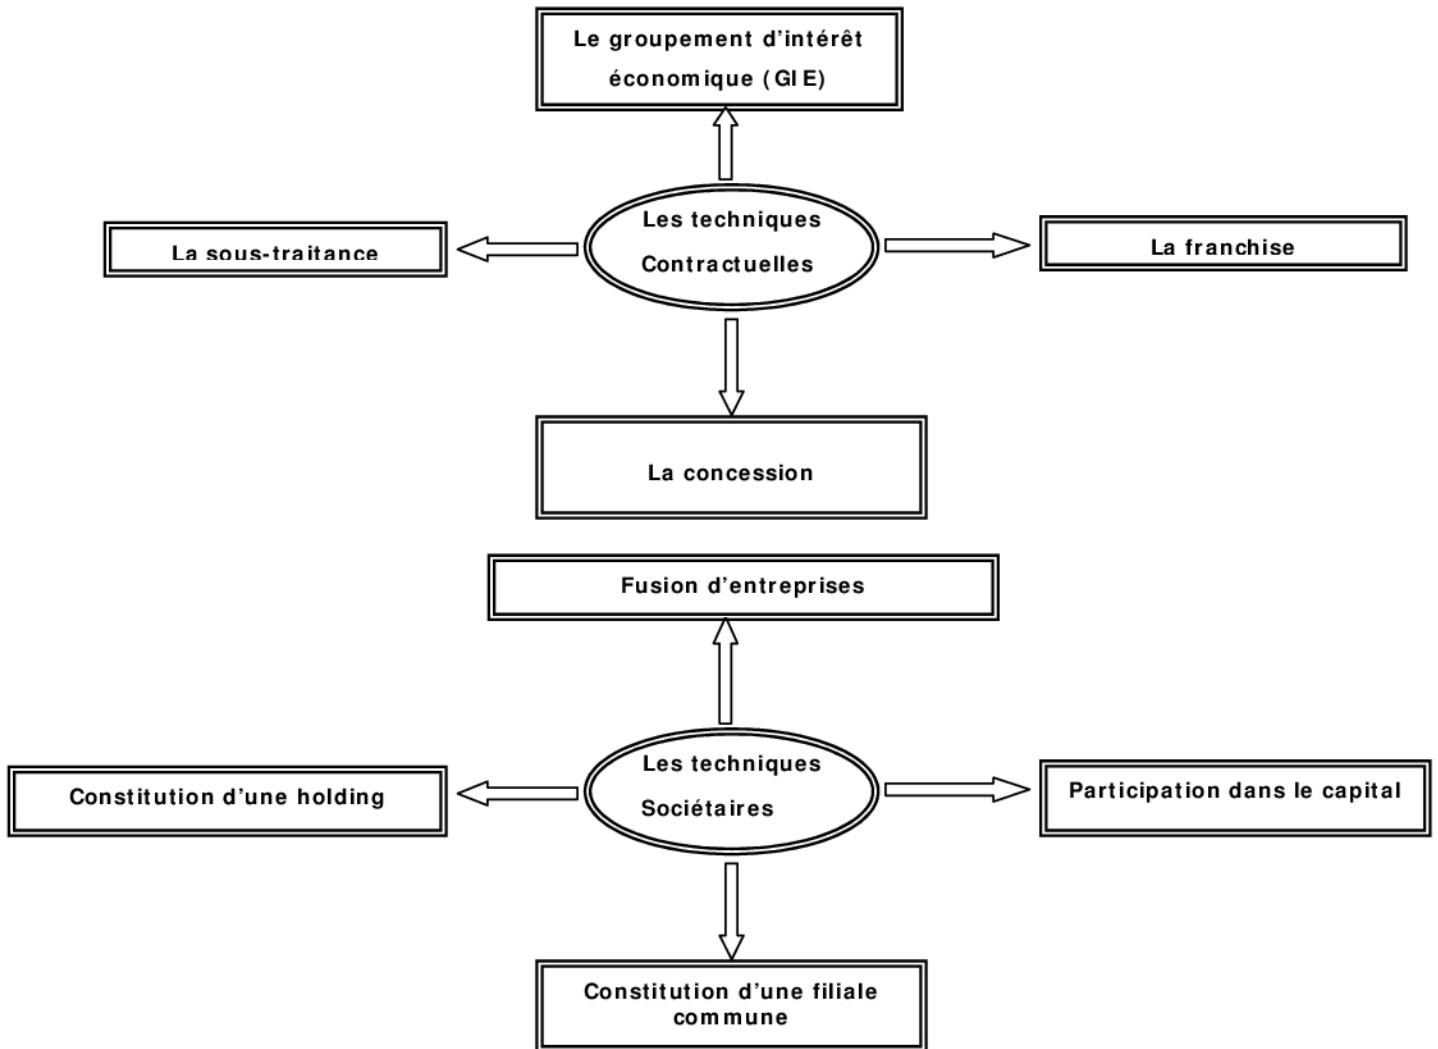 Le groupement d'intérêt
économique (GIE)
Les techniques
Contractuelles
La sous-traitance
La franchise
La concession
Fusion d'entreprises
Les techniques
Sociétaires
Constitution d'une holding
Participation dans le capital
Constitution d'une filiale
commune